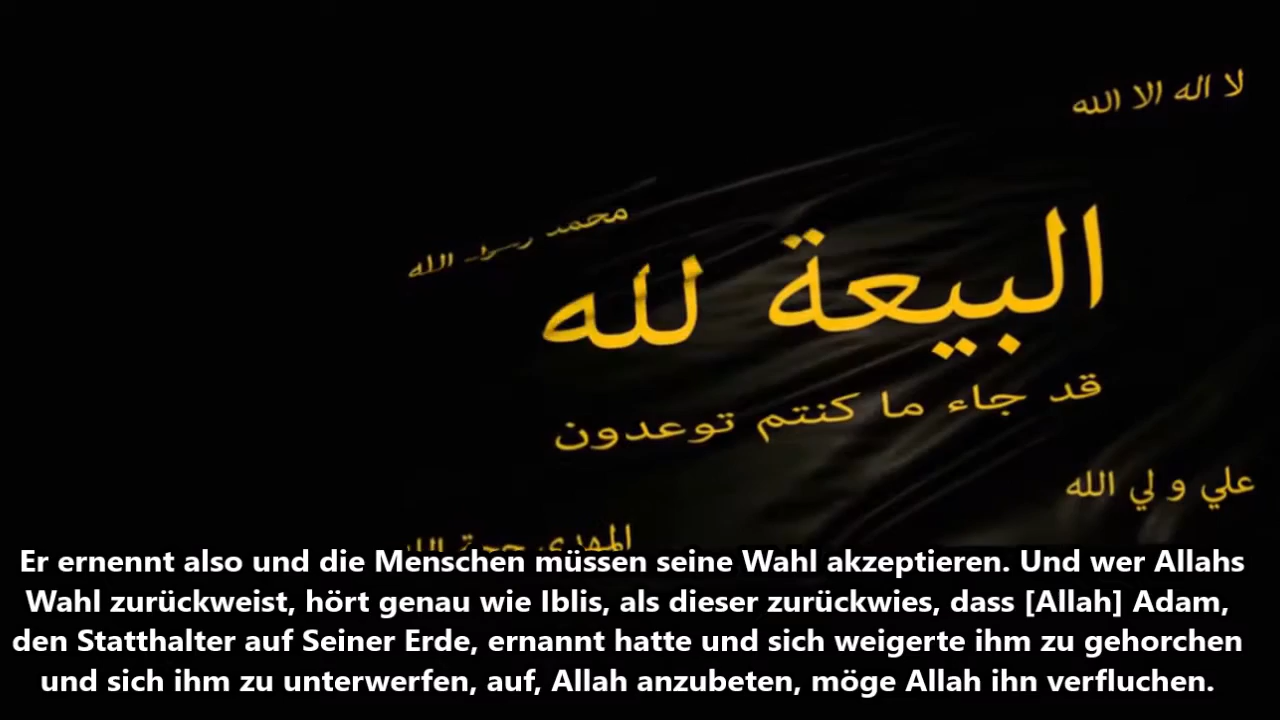 لا اله الا الله
محمد رسول الله
البيعة لله
قد جاء ما كنتم توعدون
علي و لي الله
المهدي حجة الله
Er ernennt also und die Menschen müssen seine Wahl akzeptieren. Und wer Allahs
Wahl zurückweist, hört genau wie Iblis, als dieser zurückwies, dass [Allah] Adam,
den Statthalter auf Seiner Erde, ernannt hatte und sich weigerte ihm zu gehorchen
und sich ihm zu unterwerfen, auf, Allah anzubeten, möge Allah ihn verfluchen.